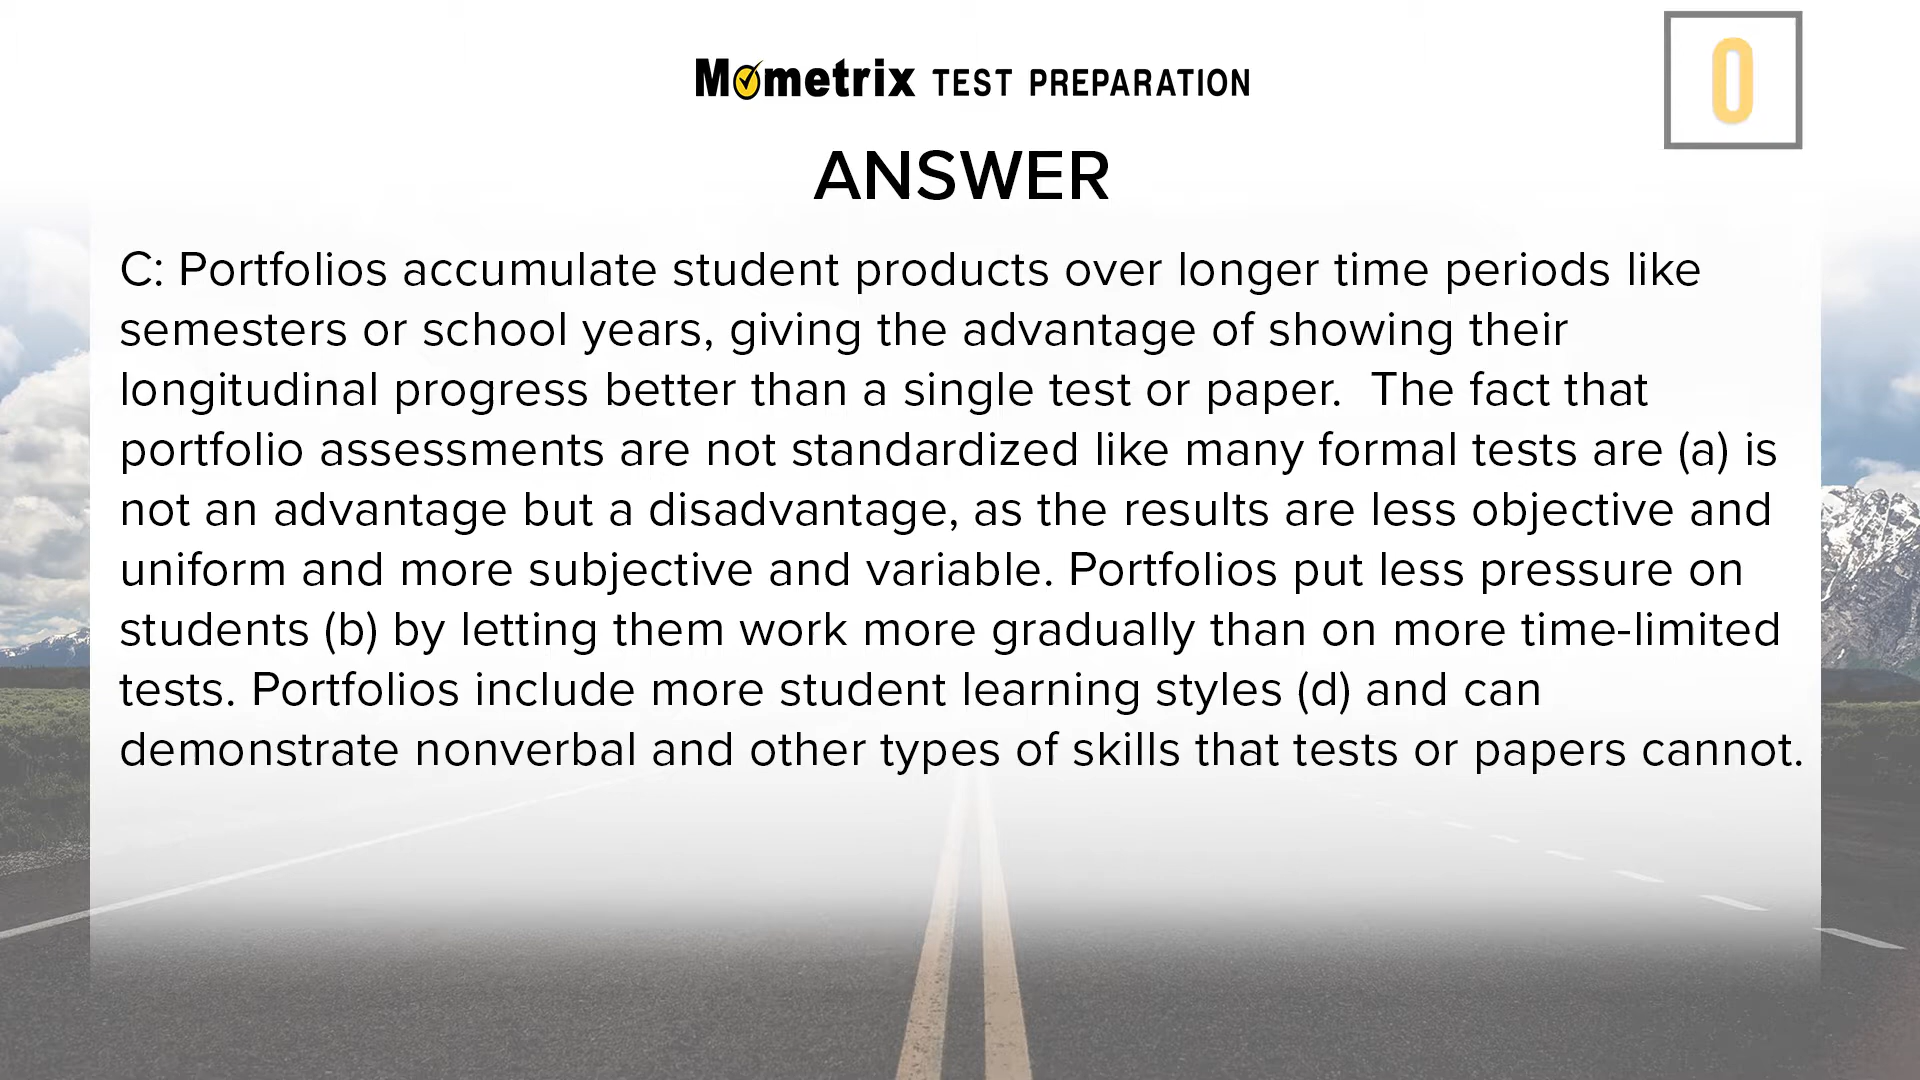 Mometrix TEST PREPARATION
0
ANSWER
C: Portfolios accumulate student products over longer time periods like
semesters or school years, giving the advantage of showing their
longitudinal progress better than a single test or paper.  The fact that
portfolio assessments are not standardized like many formal tests are (a) is
not an advantage but a disadvantage, as the results are less objective and
uniform and more subjective and variable. Portfolios put less pressure on
students (b) by letting them work more gradually than on more time-limited
tests. Portfolios include more student learning styles (d) and can
demonstrate nonverbal and other types of skills that tests or papers cannot.